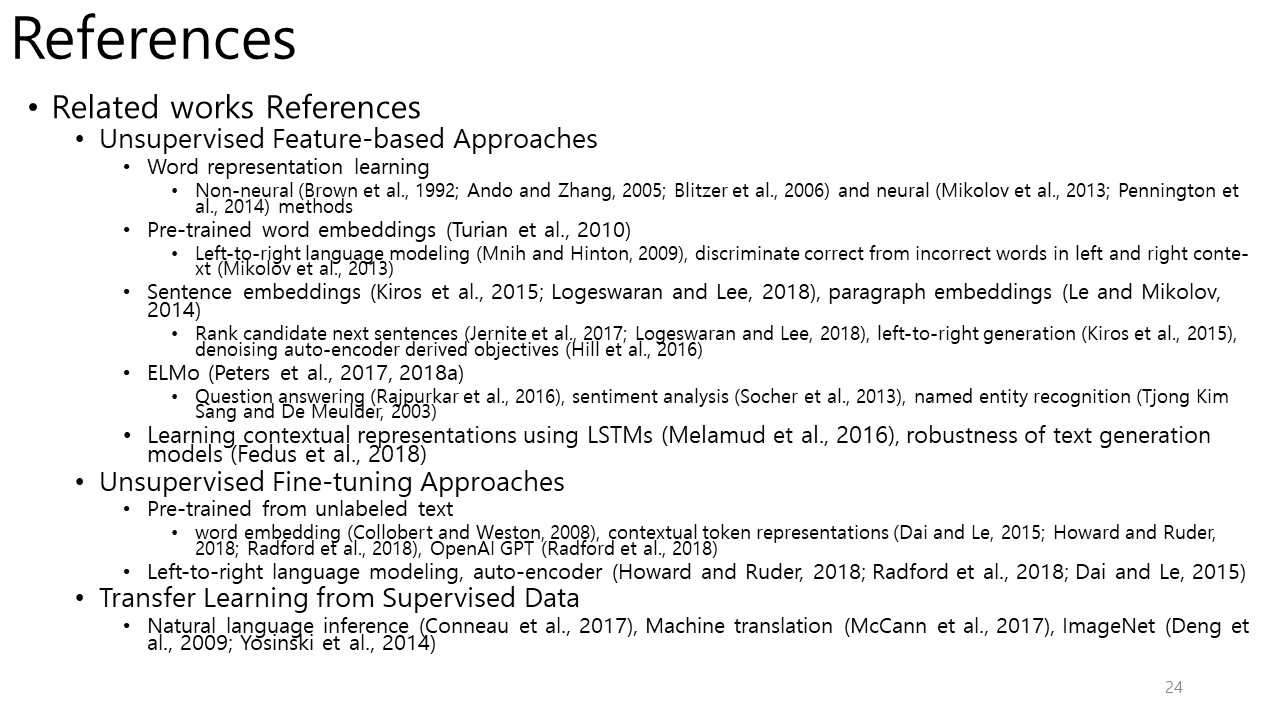 References
• Related works References
• Unsupervised Feature-based Approaches
• Word representation learning
• Non-neural (Brown et al., 1992; Ando and Zhang, 2005; Blitzer et al., 2006) and neural (Mikolov et al., 2013; Pennington et
al., 2014) methods
• Pre-trained word embeddings (Turian et al., 2010)
• Left-to-right language modeling (Mnih and Hinton, 2009), discriminate correct from incorrect words in left and right conte-
xt (Mikolov et al., 2013)
• Sentence embeddings (Kiros et al., 2015; Logeswaran and Lee, 2018), paragraph embeddings (Le and Mikolov,
2014)
• Rank candidate next sentences (Jernite et al., 2017; Logeswaran and Lee, 2018), left-to-right generation (Kiros et al., 2015),
denoising auto-encoder derived objectives (Hill et al., 2016)
• ELMo (Peters et al., 2017, 2018a)
• Question answering (Rajpurkar et al., 2016), sentiment analysis (Socher et al., 2013), named entity recognition (Tjong Kim
Sang and De Meulder, 2003)
• Learning contextual representations using LSTMs (Melamud et al., 2016), robustness of text generation
models (Fedus et al., 2018)
• Unsupervised Fine-tuning Approaches
• Pre-trained from unlabeled text
• word embedding (Collobert and Weston, 2008), contextual token representations (Dai and Le, 2015; Howard and Ruder,
2018; Radford et al., 2018), OpenAI GPT (Radford et al., 2018)
• Left-to-right language modeling, auto-encoder (Howard and Ruder, 2018; Radford et al., 2018; Dai and Le, 2015)
• Transfer Learning from Supervised Data
• Natural language inference (Conneau et al., 2017), Machine translation (McCann et al., 2017), ImageNet (Deng et
al., 2009; Yosinski et al., 2014)
24